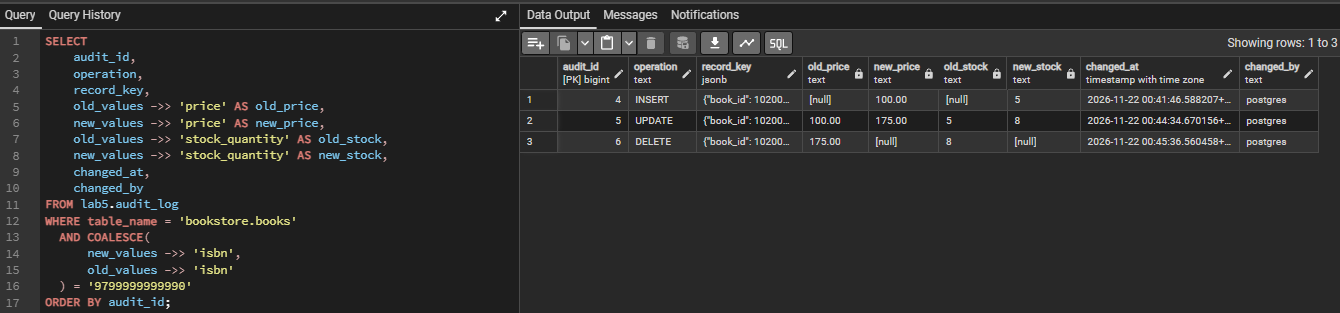 Query Query History
1 SELECT
2 audit_id,
3 operation,
4 record_key,
5 old_values ->> 'price' AS old_price,
6 new_values ->> 'price' AS new_price,
7 old_values ->> 'stock_quantity' AS old_stock,
8 new_values ->> 'stock_quantity' AS new_stock,
9 changed_at,
10 changed_by
11 FROM lab5.audit_log
12 WHERE table_name = 'bookstore.books'
13 AND COALESCE(
14 new_values ->> 'isbn',
15 old_values ->> 'isbn'
16 ) = '9799999999990'
17 ORDER BY audit_id;
Data Output Messages Notifications
SQL Showing rows: 1 to 3
audit_id operation record_key old_price new_price old_stock new_stock changed_at changed_by
[PK] bigint text jsonb text text text text timestamp with time zone text
1 4 INSERT {"book_id": 10200... [null] 100.00 [null] 5 2026-11-22 00:41:46.588207+... postgres
2 5 UPDATE {"book_id": 10200... 100.00 175.00 5 8 2026-11-22 00:44:34.670156+... postgres
3 6 DELETE {"book_id": 10200... 175.00 [null] 8 [null] 2026-11-22 00:45:36.560458+... postgres